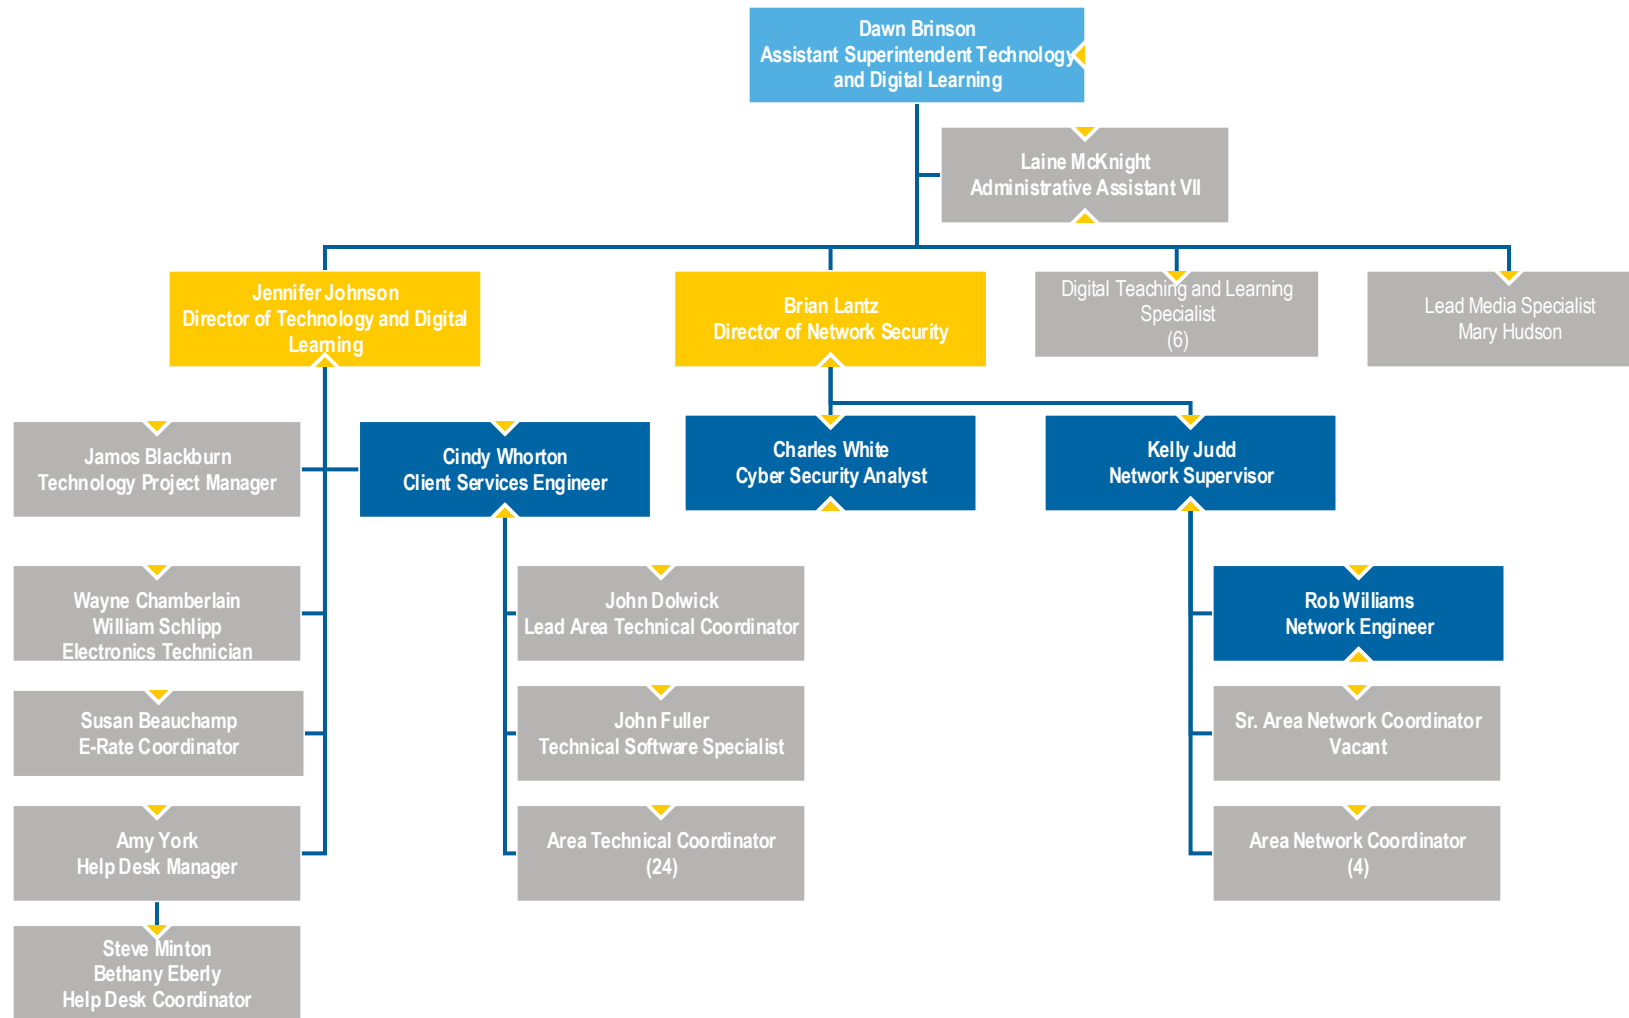 Dawn Brinson
Assistant Superintendent Technology
and Digital Learning
Laine McKnight
Administrative Assistant VII
Jennifer Johnson
Director of Technology and Digital
Learning
Brian Lantz
Director of Network Security
Digital Teaching and Learning
Specialist
(6)
Lead Media Specialist
Mary Hudson
Jamos Blackburn
Technology Project Manager
Cindy Whorton
Client Services Engineer
Charles White
Cyber Security Analyst
Kelly Judd
Network Supervisor
Wayne Chamberlain
William Schlipp
Electronics Technician
John Dolwick
Lead Area Technical Coordinator
Rob Williams
Network Engineer
Susan Beauchamp
E-Rate Coordinator
John Fuller
Technical Software Specialist
Sr. Area Network Coordinator
Vacant
Amy York
Help Desk Manager
Area Technical Coordinator
(24)
Area Network Coordinator
(4)
Steve Minton
Bethany Eberly
Help Desk Coordinator